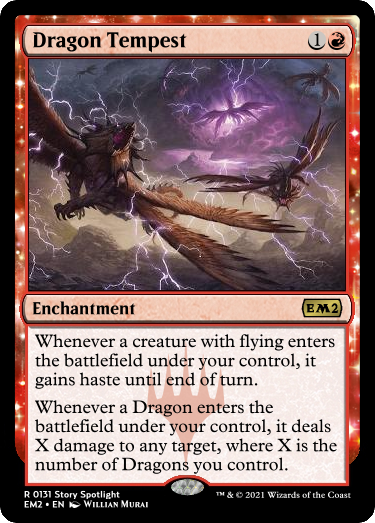 Dragon Tempest 1
Enchantment EM2
Whenever a creature with flying enters
the battlefield under your control, it
gains haste until end of turn.
Whenever a Dragon enters the
battlefield under your control, it deals
X damage to any target, where X is the
number of Dragons you control.
R 0131 Story Spotlight
EM2 • EN Willian Murai
™ & © 2021 Wizards of the Coast